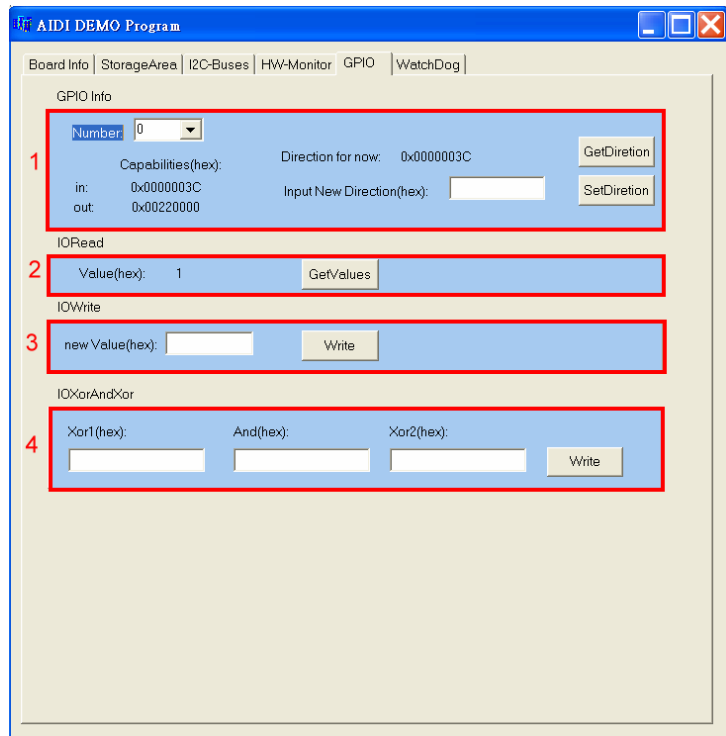 AIDI DEMO Program
Board Info StorageArea I2C-Buses HW-Monitor GPIO WatchDog
GPIO Info
1
Number: 0
Capabilities(hex):
in: 0x0000003C
out: 0x00220000
Direction for now: 0x0000003C
Input New Direction(hex):
GetDiretion
SetDiretion
IORead
2
Value(hex): 1 GetValues
IOWrite
3
new Value(hex): Write
IOXorAndXor
4
Xor1(hex): And(hex): Xor2(hex):
Write